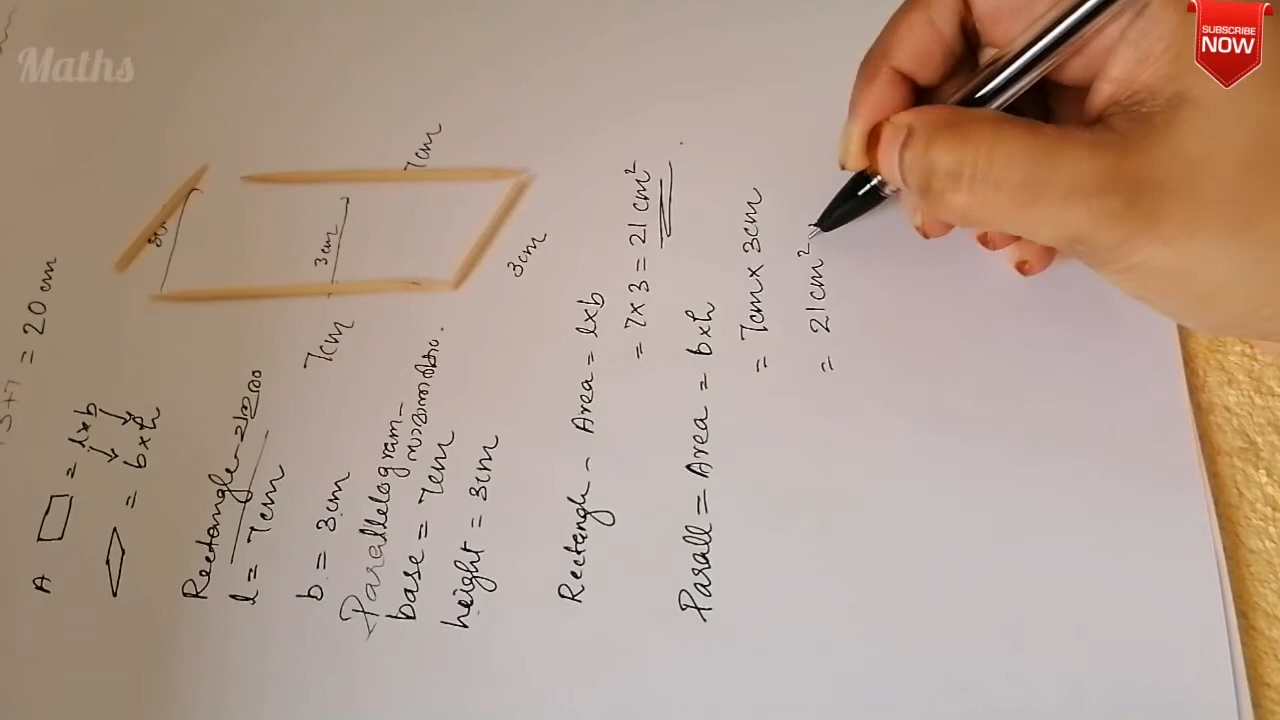 Maths
SUBSCRIBE
NOW
= 20 cm
A = l×b
= b×h
Rectangle
l = 7cm
b = 3cm
Parallelogram -
base = 7cm
height = 3cm
7cm
3cm
7cm
3cm
Rectangle - Area = l×b
= 7×3 = 21 cm²
Parall = Area = b×h
= 7cm × 3cm
= 21cm²